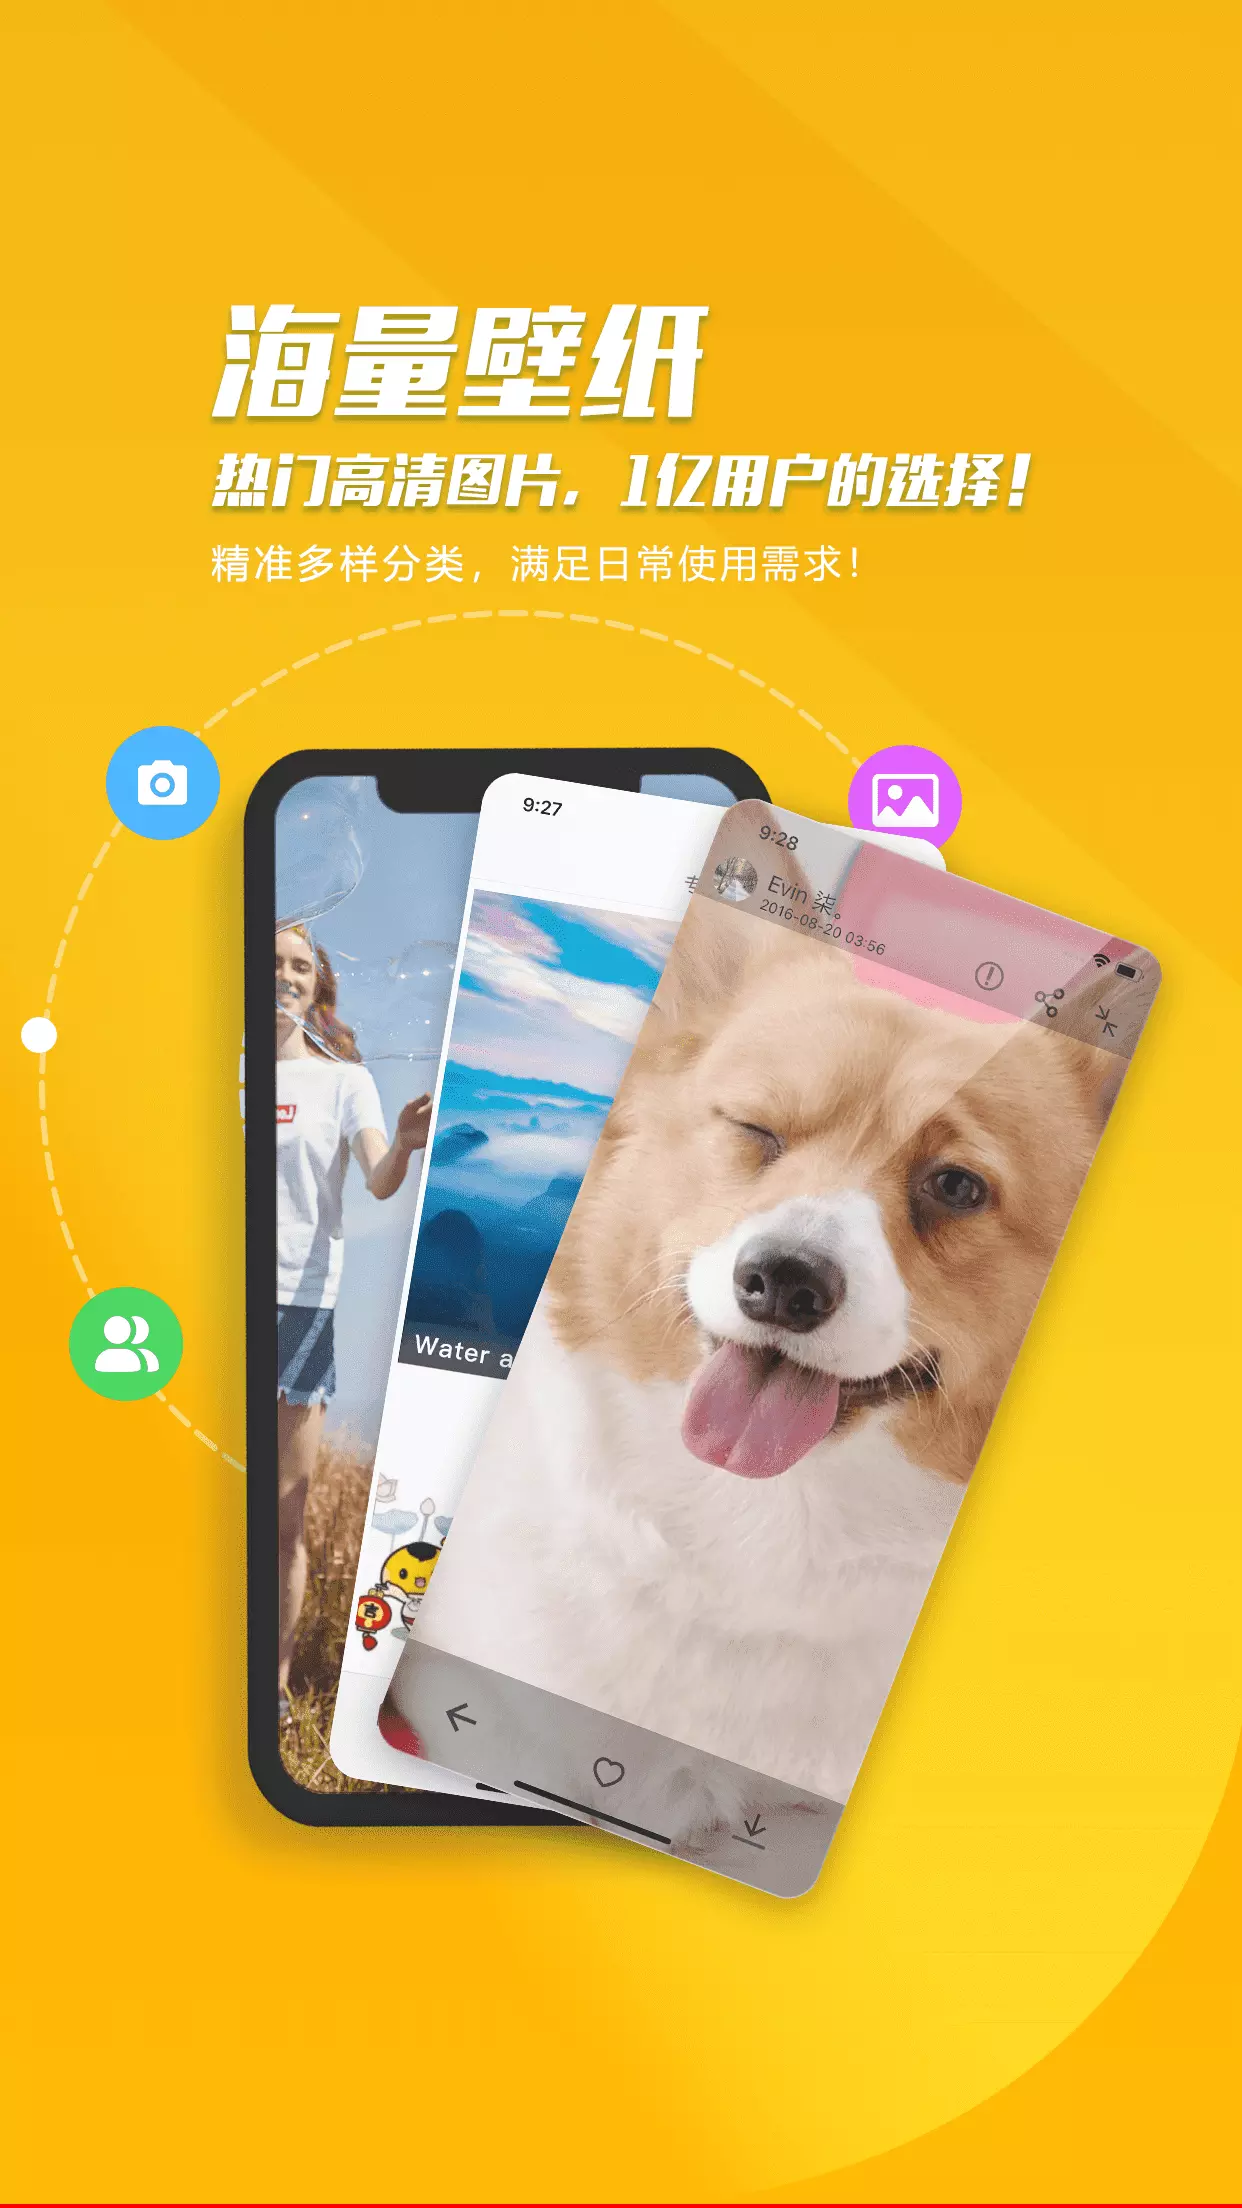 海量壁纸
热门高清图片，1亿用户的选择！
精准多样分类，满足日常使用需求！
9:27
9:28
Evin 柒。
2016-08-20 03:56
Water
吉